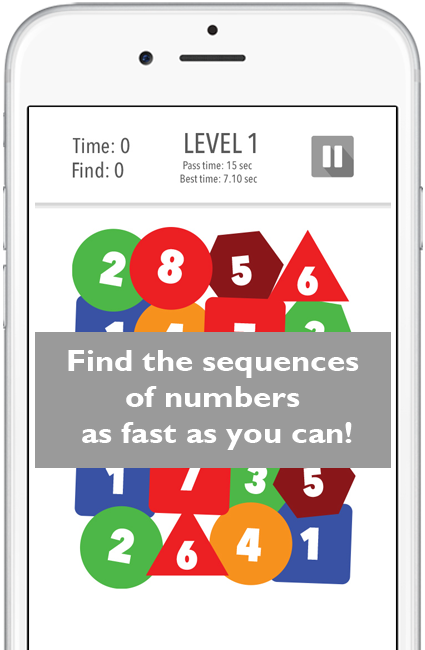 Time: 0
LEVEL 1
Find: 0
Pass time: 15 sec
Best time: 7.10 sec
2 8 5 6
Find the sequences
of numbers
as fast as you can!
1 7 3 5
2 6 4 1